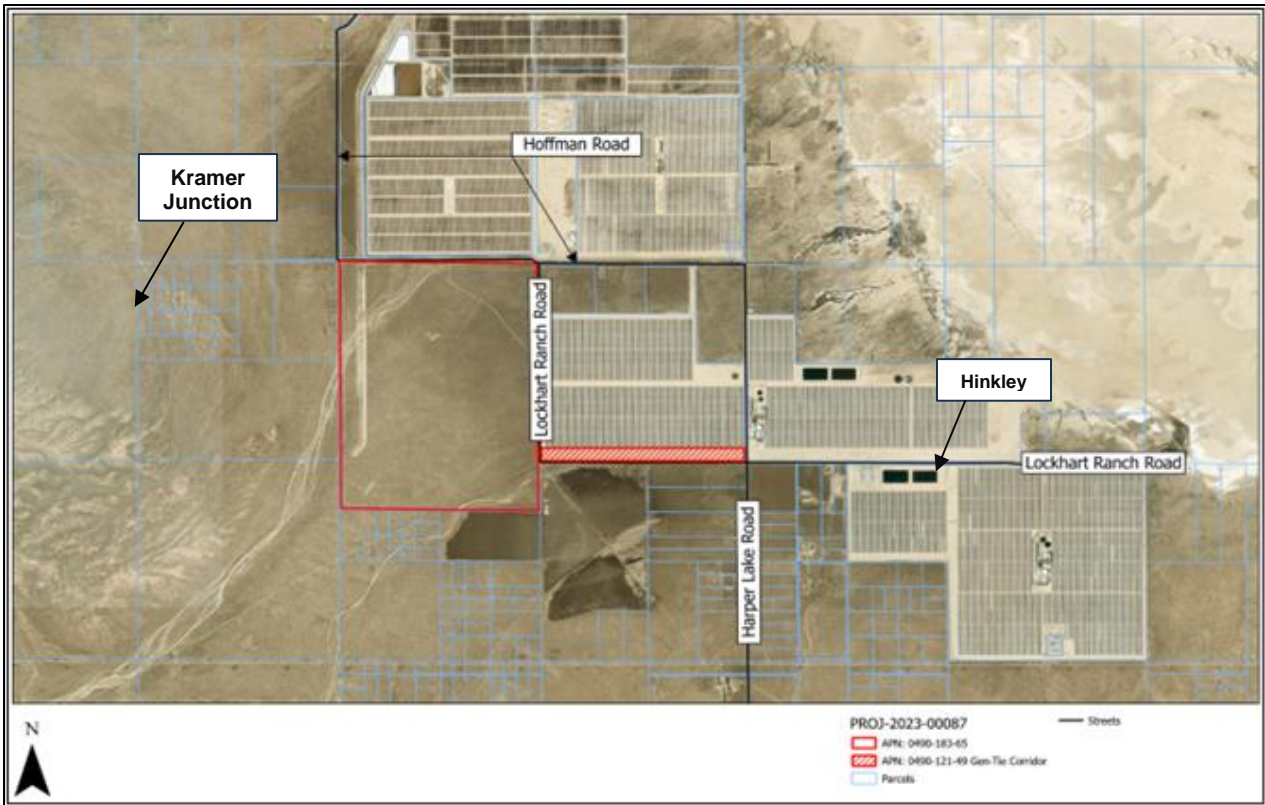 Hoffman Road
Kramer
Junction
Lockhart Ranch Road
Hinkley
Lockhart Ranch Road
Harper Lake Road
N
PROJ-2023-00087
Streets
APN: 0490-183-65
APN: 0490-121-49 Gen-Tie Corridor
Parcels